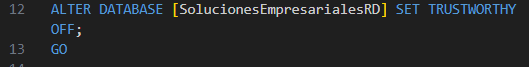 12 ALTER DATABASE [SolucionesEmpresarialesRD] SET TRUSTWORTHY
OFF;
13 GO